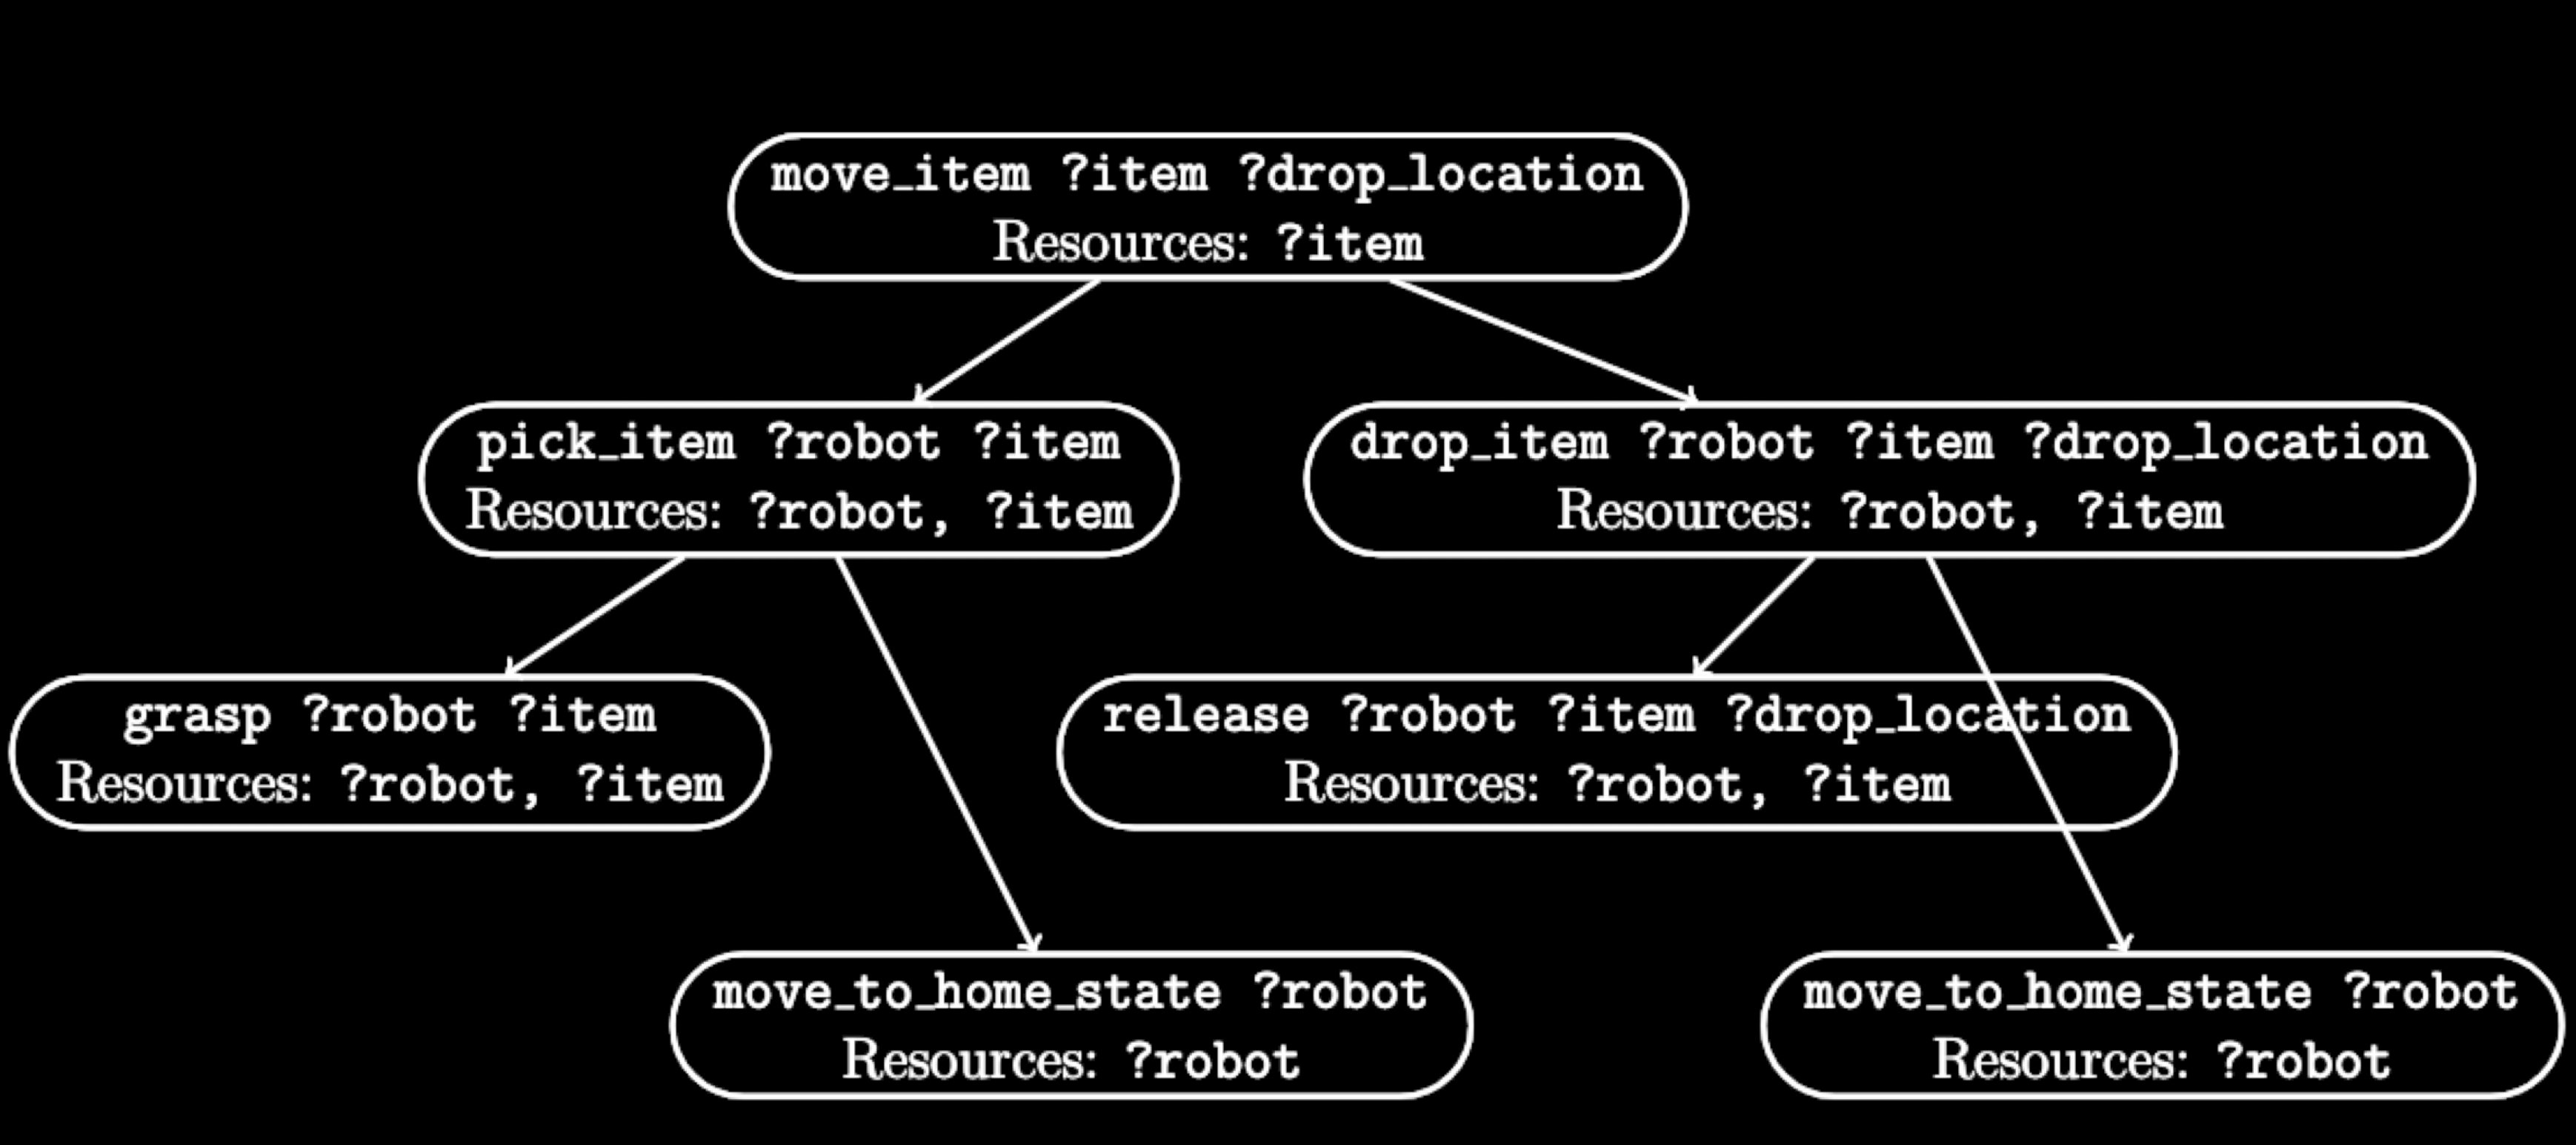 move_item ?item ?drop_location
Resources: ?item
pick_item ?robot ?item
Resources: ?robot, ?item
drop_item ?robot ?item ?drop_location
Resources: ?robot, ?item
grasp ?robot ?item
Resources: ?robot, ?item
release ?robot ?item ?drop_location
Resources: ?robot, ?item
move_to_home_state ?robot
Resources: ?robot
move_to_home_state ?robot
Resources: ?robot